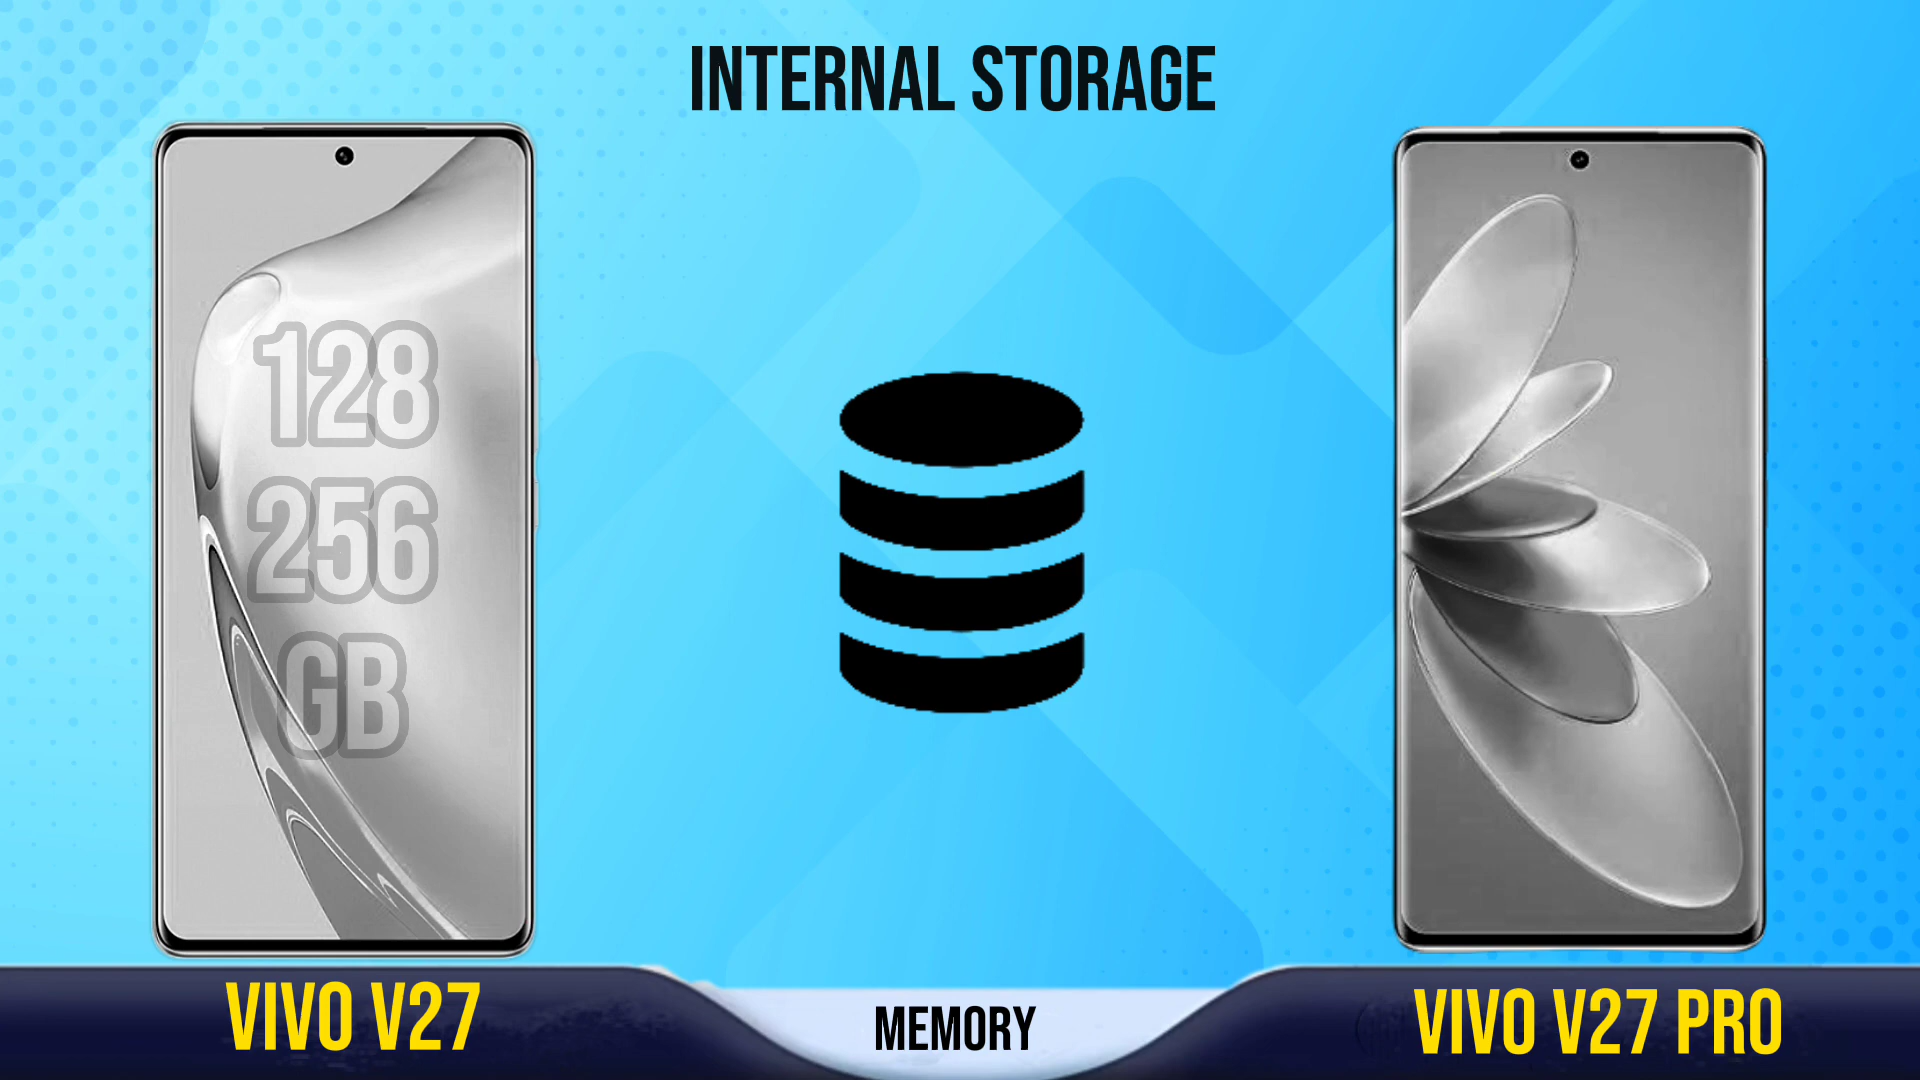 INTERNAL STORAGE
128
256
GB
VIVO V27
MEMORY
VIVO V27 PRO